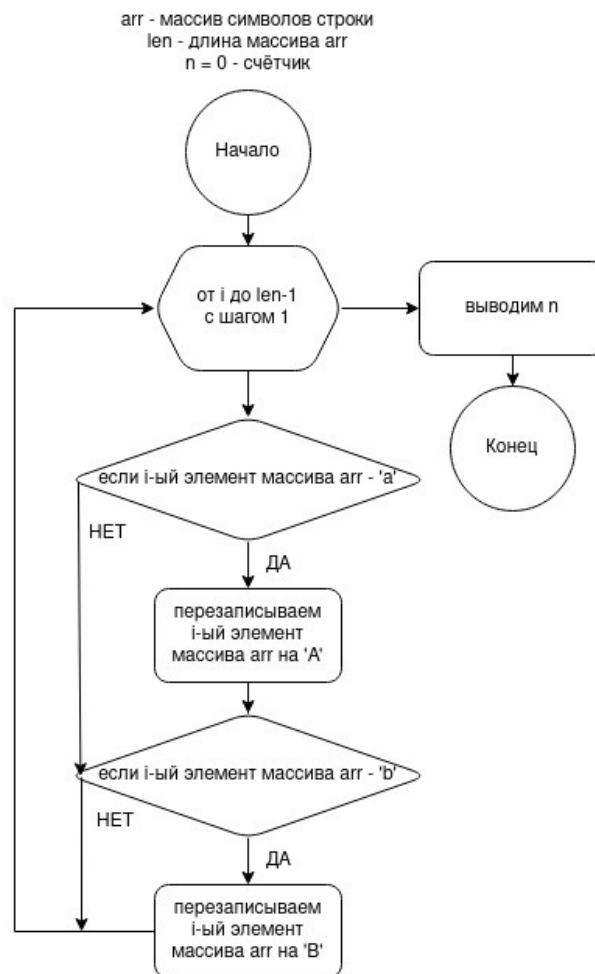 arr - массив символов строки
len - длина массива arr
n = 0 - счётчик
Начало
от i до len-1
с шагом 1
выводим n
Конец
если i-ый элемент массива arr - 'a'
НЕТ
ДА
перезаписываем
i-ый элемент
массива arr на 'A'
если i-ый элемент массива arr - 'b'
НЕТ
ДА
перезаписываем
i-ый элемент
массива arr на 'B'